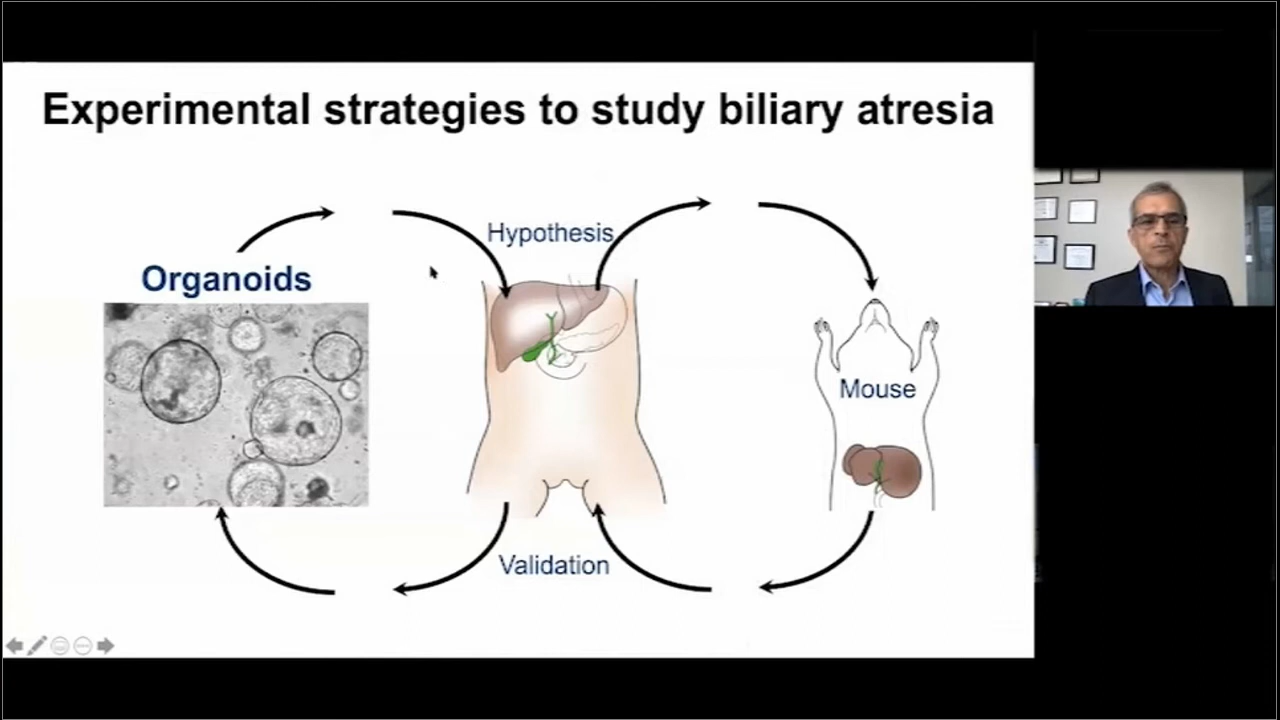 Experimental strategies to study biliary atresia
Hypothesis
Organoids
Mouse
Validation